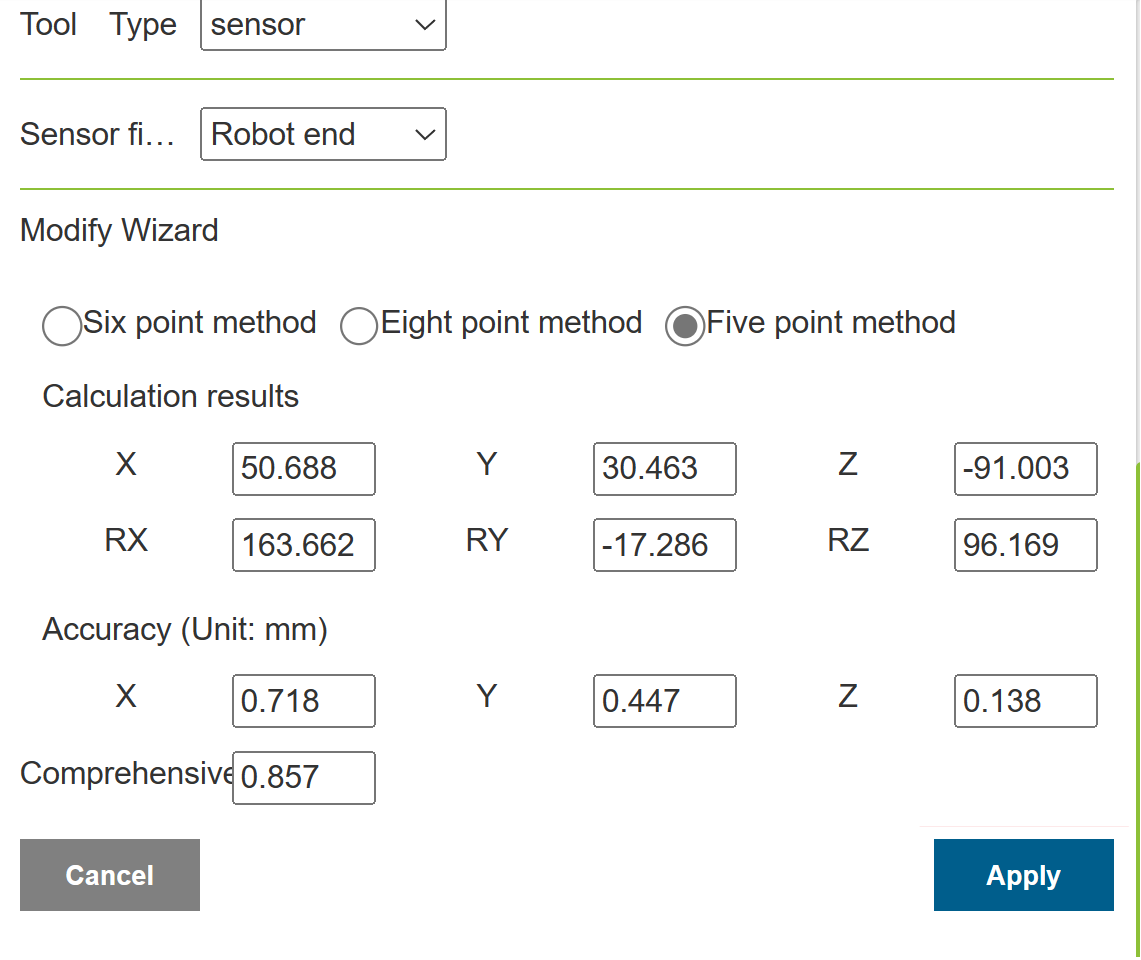 Tool Type sensor
Sensor fi... Robot end
Modify Wizard
Six point method Eight point method Five point method
Calculation results
X 50.688 Y 30.463 Z -91.003
RX 163.662 RY -17.286 RZ 96.169
Accuracy (Unit: mm)
X 0.718 Y 0.447 Z 0.138
Comprehensive 0.857
Cancel Apply